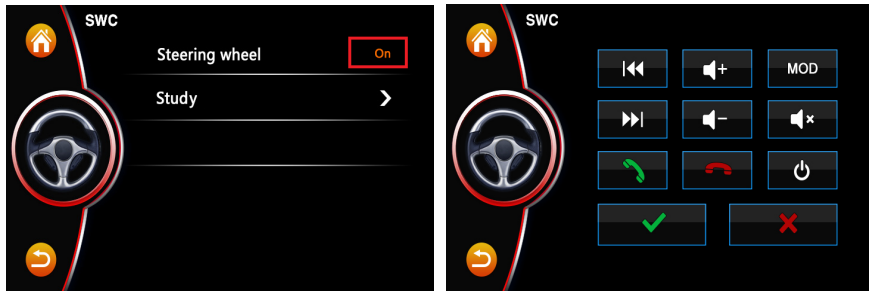 SWC
Steering wheel
On
Study
SWC
MOD